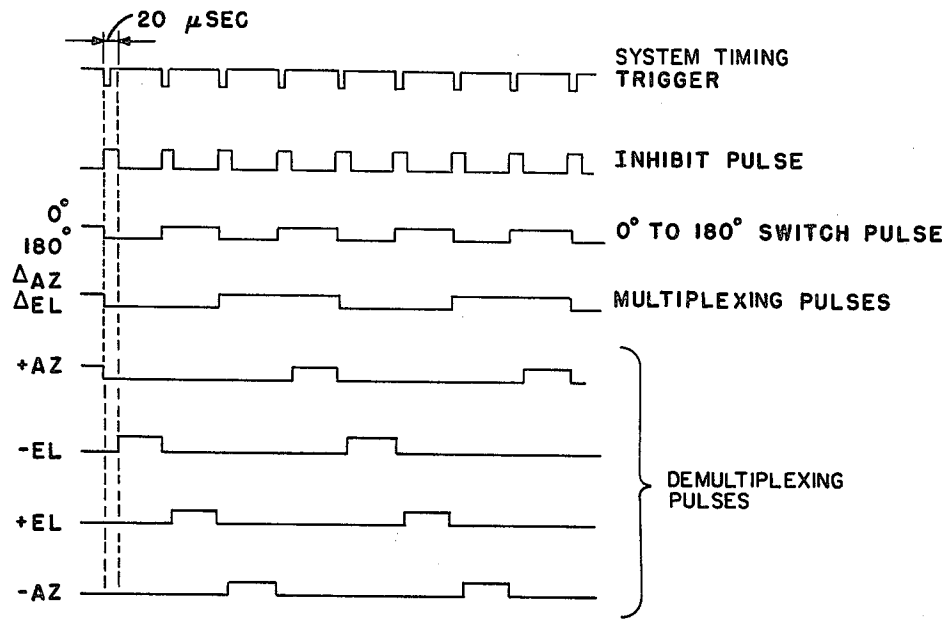 20 μSEC
SYSTEM TIMING
TRIGGER
INHIBIT PULSE
0°
180°
0° TO 180° SWITCH PULSE
ΔAZ
ΔEL
MULTIPLEXING PULSES
+AZ
-EL
+EL
-AZ
DEMULTIPLEXING
PULSES